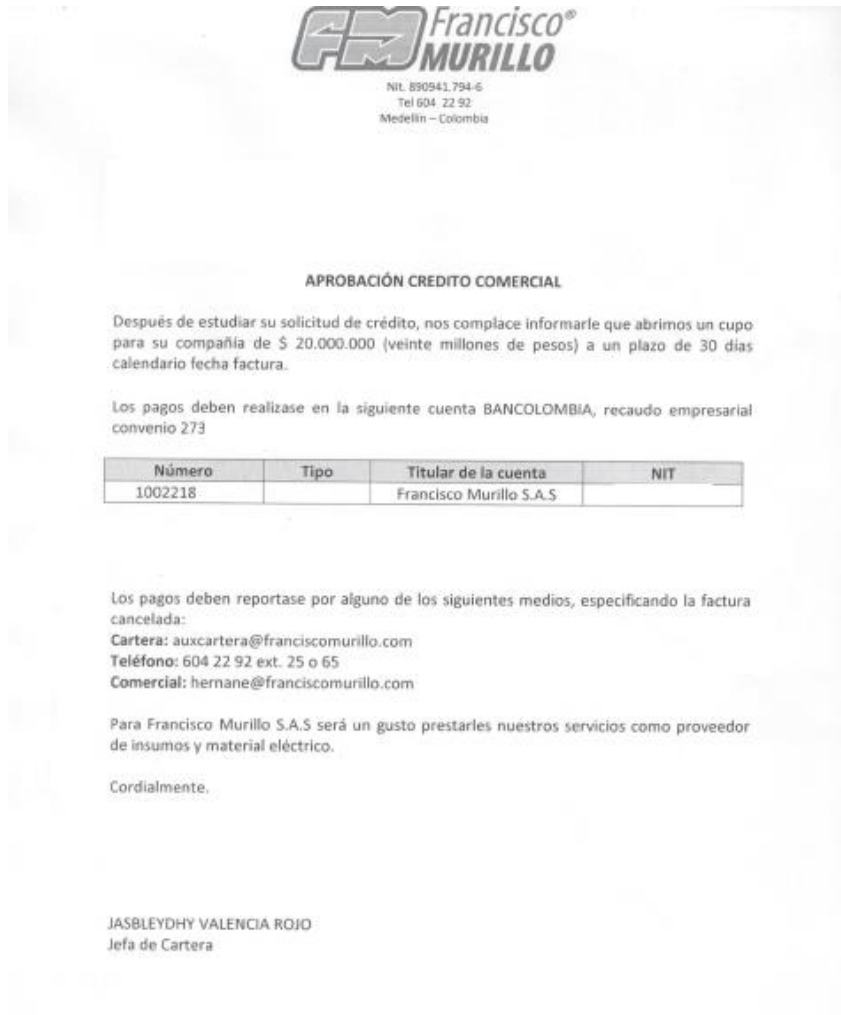 FM Francisco®
MURILLO
Nit. 890941.794-6
Tel 604 22 92
Medellín – Colombia
APROBACIÓN CREDITO COMERCIAL
Después de estudiar su solicitud de crédito, nos complace informarle que abrimos un cupo
para su compañía de $ 20.000.000 (veinte millones de pesos) a un plazo de 30 días
calendario fecha factura.
Los pagos deben realizase en la siguiente cuenta BANCOLOMBIA, recaudo empresarial
convenio 273
Número Tipo Titular de la cuenta NIT
1002218 Francisco Murillo S.A.S
Los pagos deben reportase por alguno de los siguientes medios, especificando la factura
cancelada:
Cartera: auxcartera@franciscomurillo.com
Teléfono: 604 22 92 ext. 25 o 65
Comercial: hernane@franciscomurillo.com
Para Francisco Murillo S.A.S será un gusto prestarles nuestros servicios como proveedor
de insumos y material eléctrico.
Cordialmente.
JASBLEYDHY VALENCIA ROJO
Jefa de Cartera